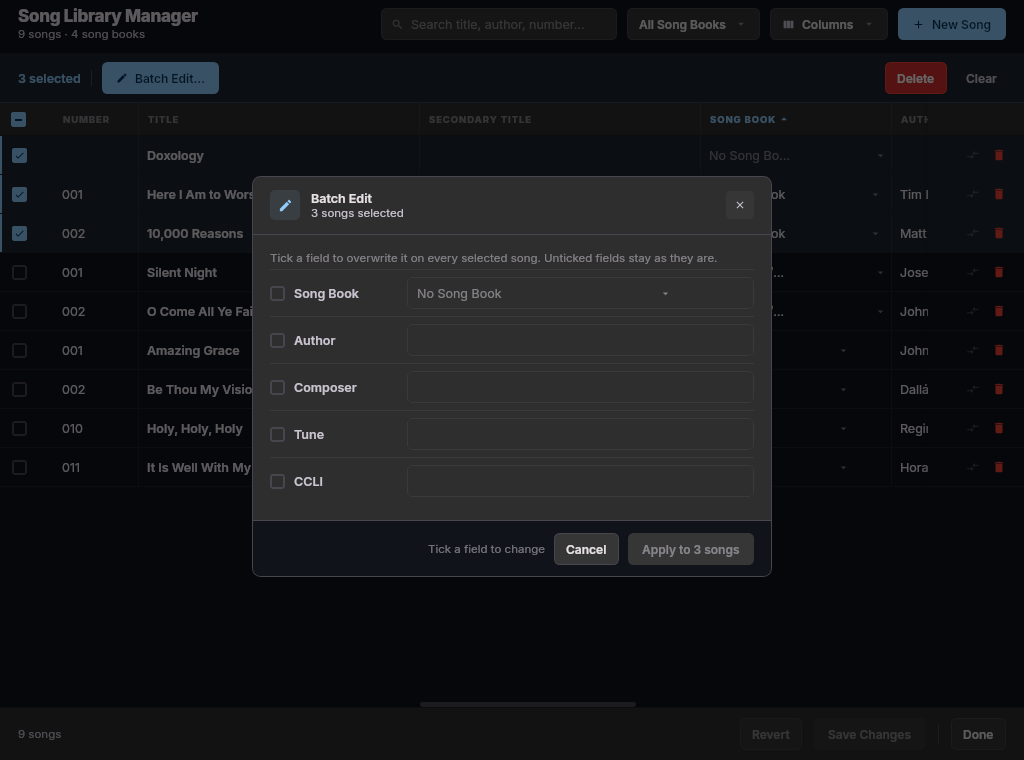 Song Library Manager
9 songs · 4 song books
Search title, author, number...
All Song Books
Columns
New Song
3 selected
Batch Edit...
Delete
Clear
NUMBER
TITLE
SECONDARY TITLE
SONG BOOK
Doxology
No Song Bo...
001
Here I Am to
Tim
002
10,000 Reasons
Matt
001
Silent Night
Jose
002
O Come All Ye
John
001
Amazing Grace
John
002
Be Thou My
Dallá
010
Holy, Holy, Holy
Regi
011
It Is Well With My
Hora
Batch Edit
3 songs selected
Tick a field to overwrite it on every selected song. Unticked fields stay as they are.
Song Book
No Song Book
Author
Composer
Tune
CCLI
Tick a field to change
Cancel
Apply to 3 songs
9 songs
Revert
Save Changes
Done